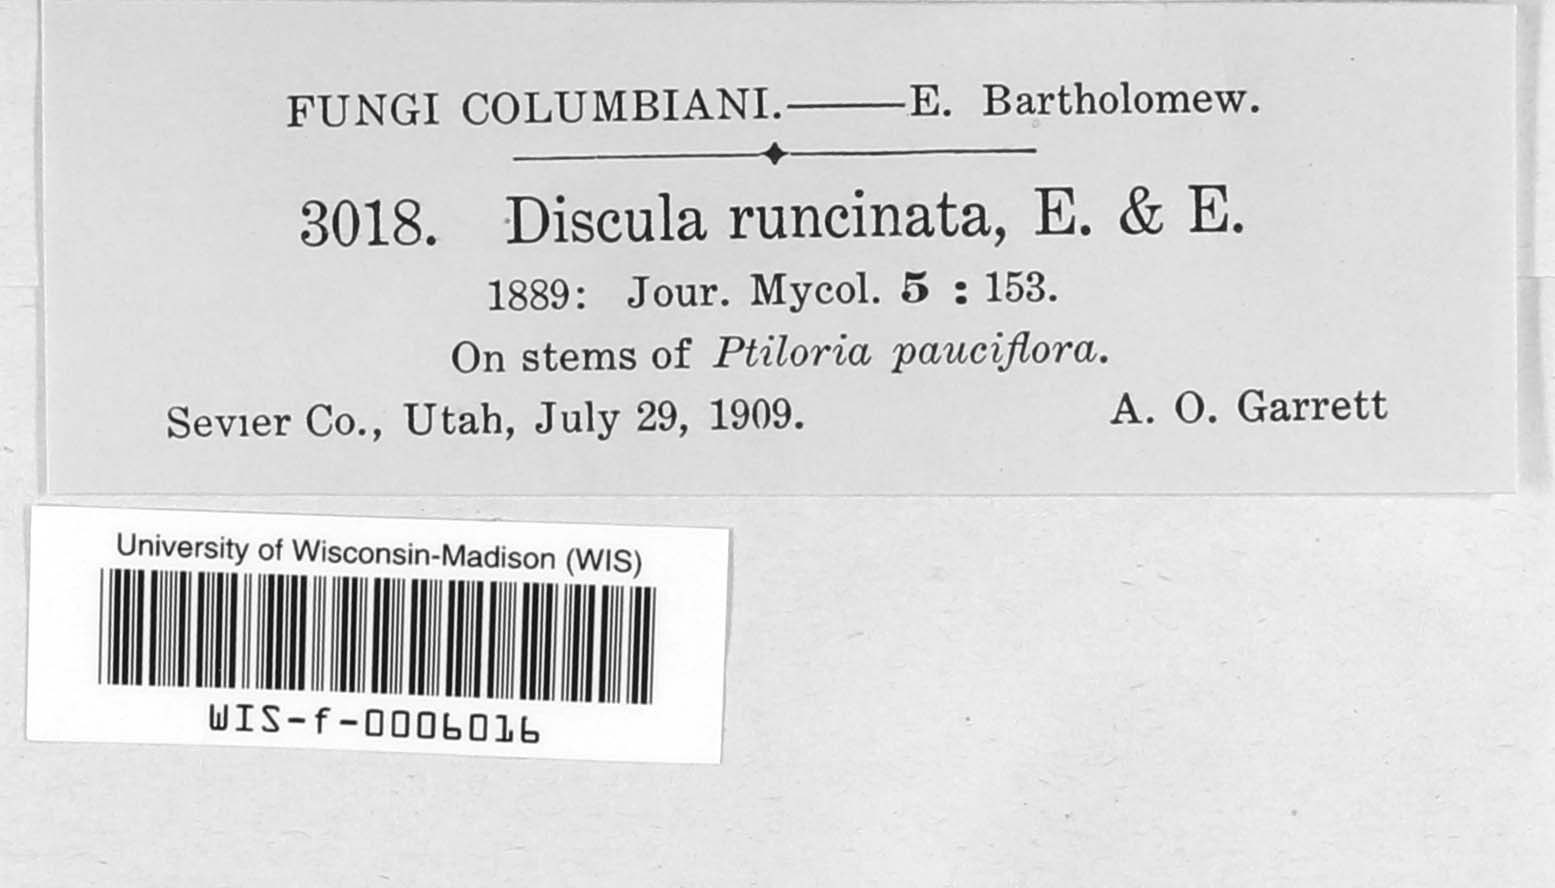 FUNGI COLUMBIANI.——E. Bartholomew.
3018. Discula runcinata, E. & E.
1889: Jour. Mycol. 5 : 153.
On stems of Ptiloria pauciflora.
Sevier Co., Utah, July 29, 1909. A. O. Garrett
University of Wisconsin-Madison (WIS)
WIS-f-0006016